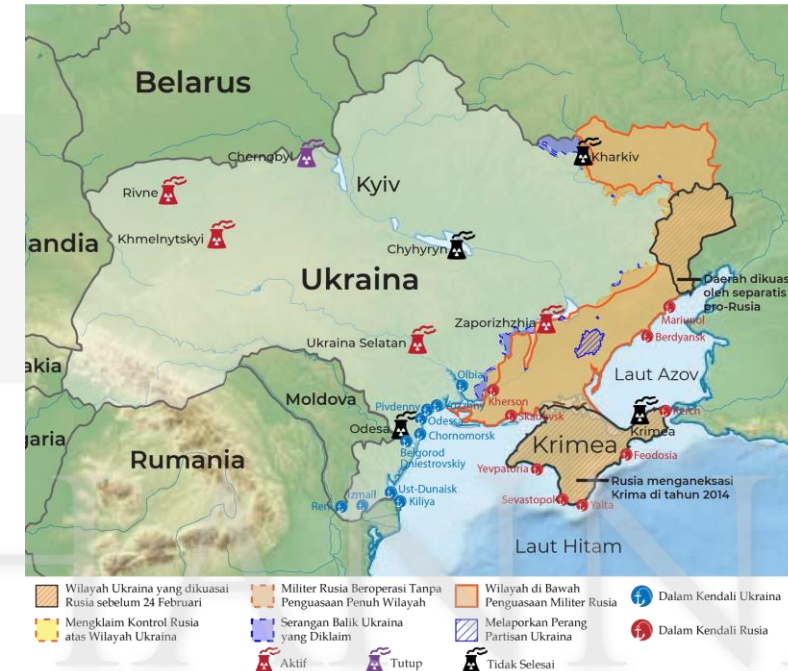 Belarus
Chernobyl
Kharkiv
Kyiv
Rivne
Khmelnytskyi
landia
Chyhyryn
Ukraina
Daerah dikuas
oleh separatis
pro-Rusia
Zaporizhzhia
Mariupol
Berdyansk
Ukraina Selatan
akia
Laut Azov
Olbia
Moldova
Kherson
Pivdenny
Yuzhny
Skadovsk
Odesa
Odessa
Kerch
Krimea
Chornomorsk
garia
Belgorod
Dniestrovskiy
Krimea
Rumania
Feodosia
Yevpatoria
Rusia menganeksasi
Krima di tahun 2014
Ust-Dunaisk
Izmail
Kiliya
Reni
Sevastopol
Yalta
Laut Hitam
Wilayah Ukraina yang dikuasai
Rusia sebelum 24 Februari
Militer Rusia Beroperasi Tanpa
Penguasaan Penuh Wilayah
Wilayah di Bawah
Penguasaan Militer Rusia
Dalam Kendali Ukraina
Mengklaim Kontrol Rusia
atas Wilayah Ukraina
Serangan Balik Ukraina
yang Diklaim
Melaporkan Perang
Partisan Ukraina
Dalam Kendali Rusia
Aktif
Tutup
Tidak Selesai